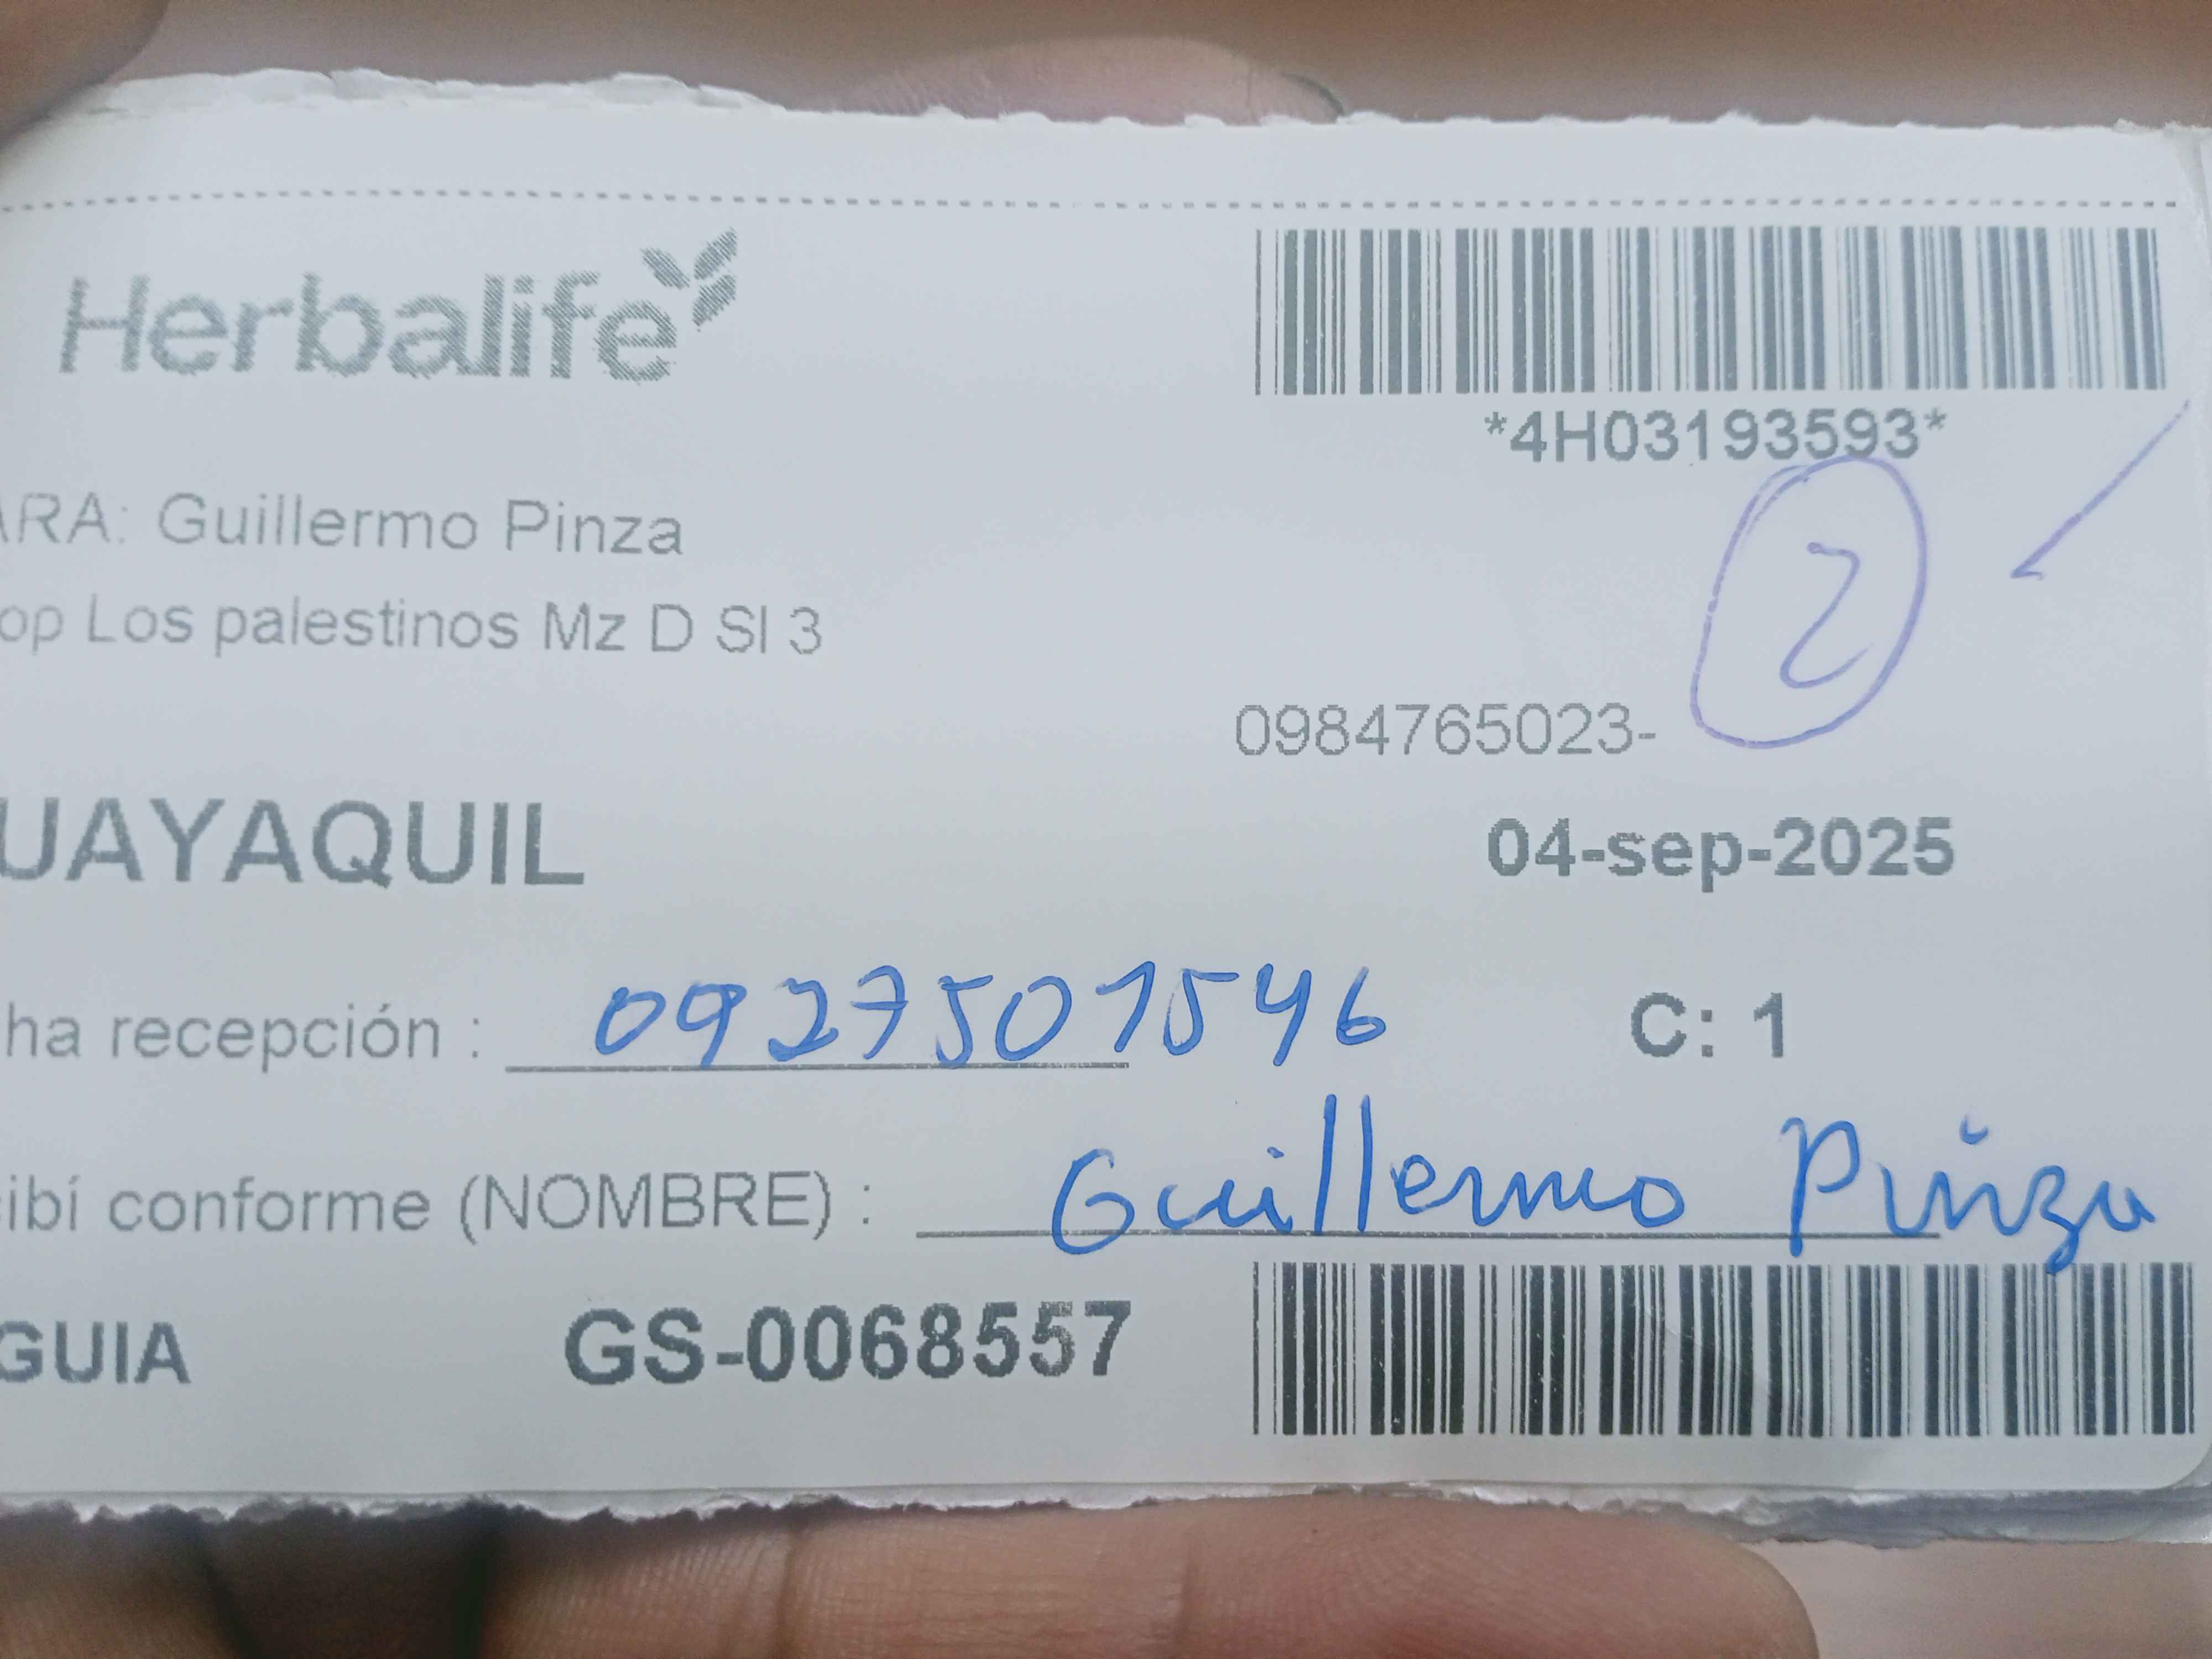 Herbalife
*4H03193593*
ARA: Guillermo Pinza
2
op Los palestinos Mz D Sl 3
0984765023-
UAYAQUIL
04-sep-2025
ha recepción : 0927501546
C: 1
ibí conforme (NOMBRE) : Guillermo Pinza
GUIA GS-0068557